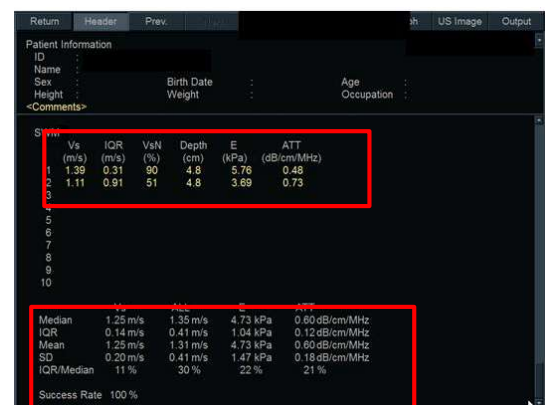 Return Header Prev. US Image Output
Patient Information
ID :
Name :
Sex : Birth Date : Age :
Height : Weight : Occupation :
<Comments>
SWM
Vs IQR VsN Depth E ATT
(m/s) (m/s) (%) (cm) (kPa) (dB/cm/MHz)
1 1.39 0.31 90 4.8 5.76 0.48
2 1.11 0.91 51 4.8 3.69 0.73
3
4
5
6
7
8
9
10
Vs ALL E ATT
Median 1.25 m/s 1.35 m/s 4.73 kPa 0.60 dB/cm/MHz
IQR 0.14 m/s 0.41 m/s 1.04 kPa 0.12 dB/cm/MHz
Mean 1.25 m/s 1.31 m/s 4.73 kPa 0.60 dB/cm/MHz
SD 0.20 m/s 0.41 m/s 1.47 kPa 0.18 dB/cm/MHz
IQR/Median 11 % 30 % 22 % 21 %
Success Rate 100 %